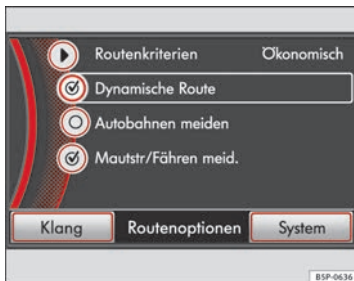 Routenkriterien Ökonomisch
Dynamische Route
Autobahnen meiden
Mautstr/Fähren meid.
Klang Routenoptionen System
B5P-0636